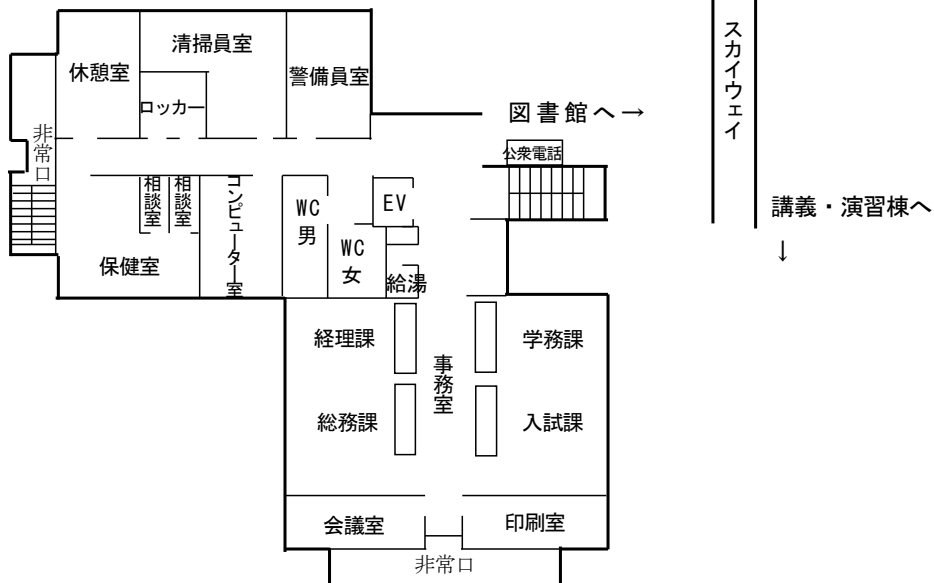 スカイウェイ
清掃員室
休憩室
警備員室
ロッカー
図書館へ→
非常口
公衆電話
相談室
相談室
コンピューター室
WC
男
EV
講義・演習棟へ
↓
WC
女
保健室
給湯
経理課
事務室
学務課
総務課
入試課
会議室
印刷室
非常口